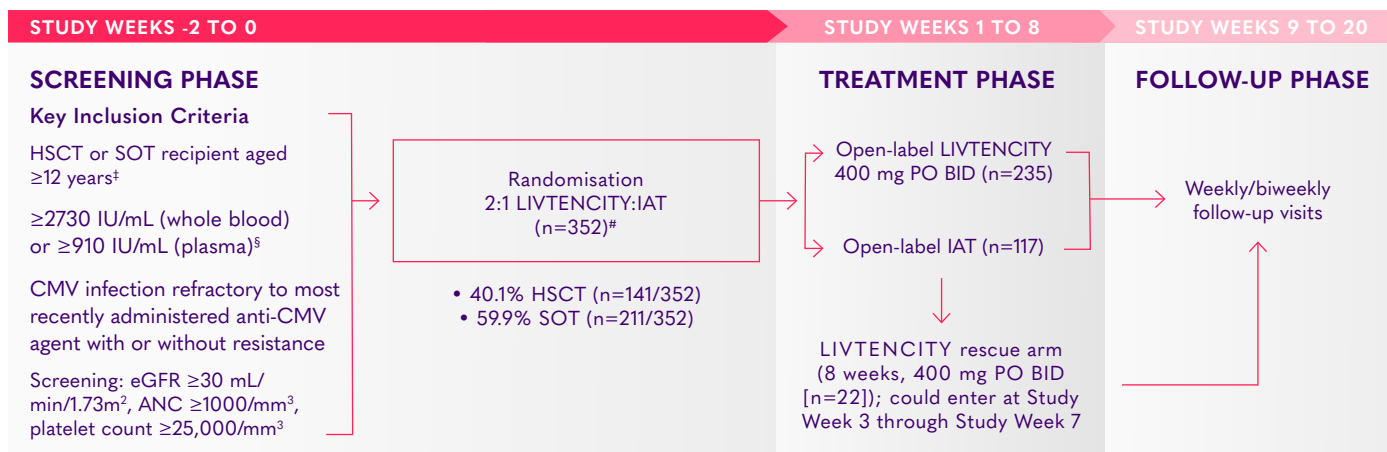 STUDY WEEKS -2 TO 0
STUDY WEEKS 1 TO 8
STUDY WEEKS 9 TO 20
SCREENING PHASE
Key Inclusion Criteria
HSCT or SOT recipient aged
≥12 years‡
≥2730 IU/mL (whole blood)
or ≥910 IU/mL (plasma)§
CMV infection refractory to most
recently administered anti-CMV
agent with or without resistance
Screening: eGFR ≥30 mL/
min/1.73m², ANC ≥1000/mm³,
platelet count ≥25,000/mm³
Randomisation
2:1 LIVTENCITY:IAT
(n=352)#
• 40.1% HSCT (n=141/352)
• 59.9% SOT (n=211/352)
TREATMENT PHASE
Open-label LIVTENCITY
400 mg PO BID (n=235)
Open-label IAT (n=117)
LIVTENCITY rescue arm
(8 weeks, 400 mg PO BID
[n=22]); could enter at Study
Week 3 through Study Week 7
FOLLOW-UP PHASE
Weekly/biweekly
follow-up visits